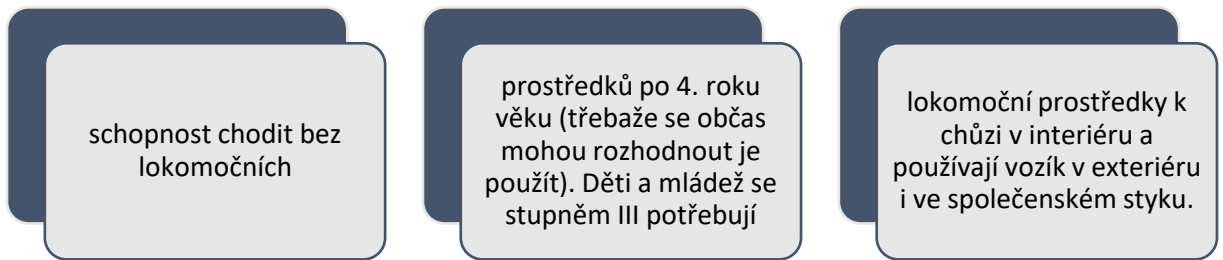 schopnost chodit bez
lokomočních
prostředků po 4. roku
věku (třebaže se občas
mohou rozhodnout je
použít). Děti a mládež se
stupněm III potřebují
lokomoční prostředky k
chůzi v interiéru a
používají vozík v exteriéru
i ve společenském styku.